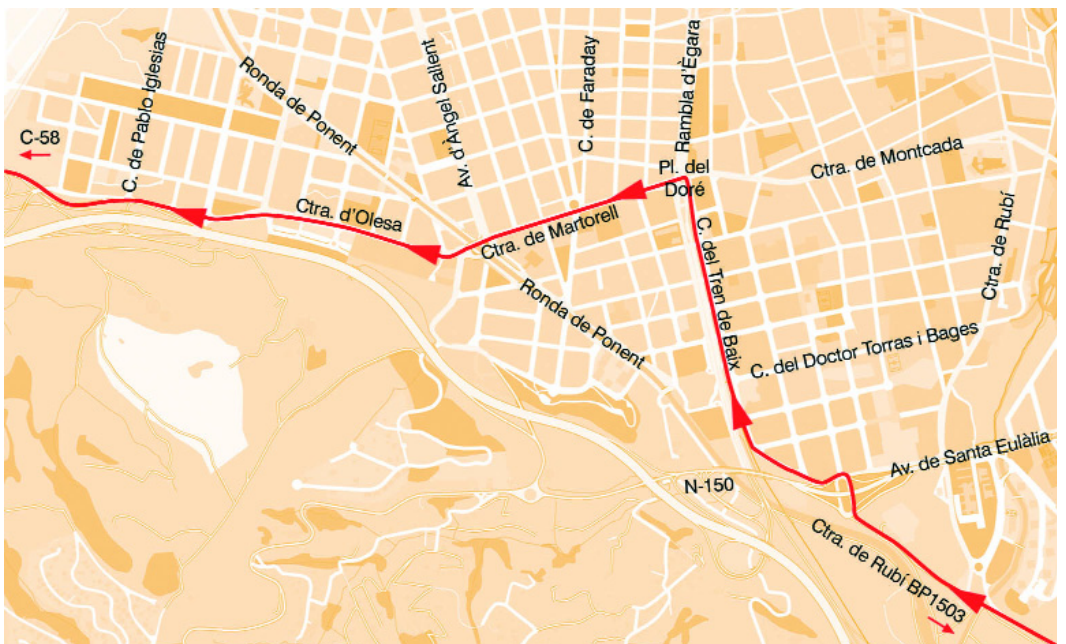 C-58
C. de Pablo Iglesias
Ronda de Ponent
Av. d'Àngel Sallent
C. de Faraday
Rambla d'Ègara
Pl. del
Doré
Ctra. de Montcada
Ctra. de Rubí
Ctra. d'Olesa
Ctra. de Martorell
C. del Tren de Baix
Ronda de Ponent
C. del Doctor Torras i Bages
Av. de Santa Eulàlia
N-150
Ctra. de Rubí BP1503